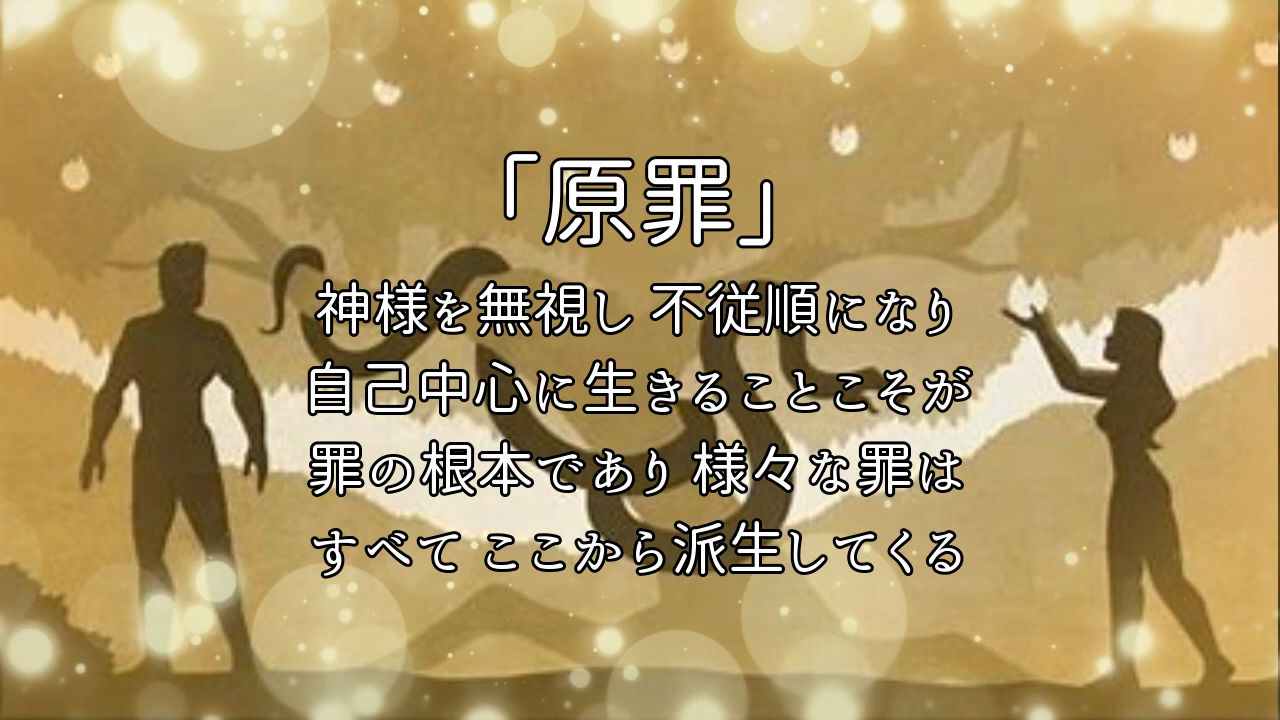 「原罪」
神様を無視し 不従順になり
自己中心に生きることこそが
罪の根本であり 様々な罪は
すべて ここから派生してくる